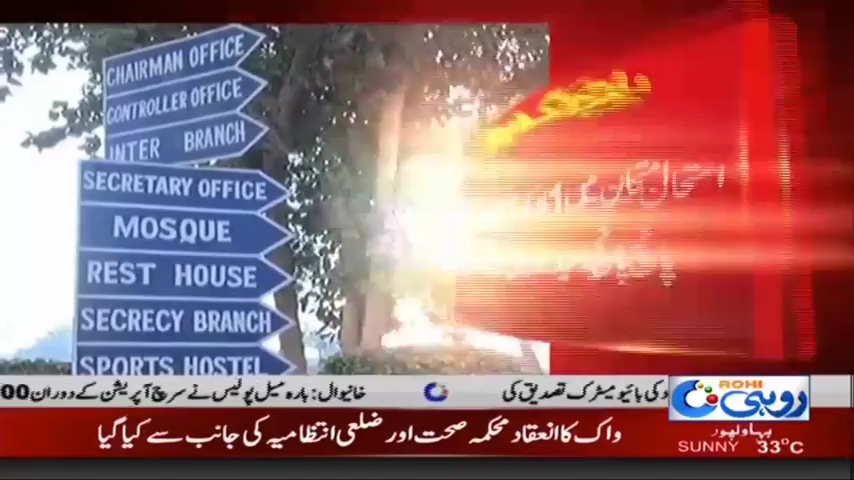 CHAIRMAN OFFICE
CONTROLLER OFFICE
INTER BRANCH
SECRETARY OFFICE
MOSQUE
REST HOUSE
SECRECY BRANCH
SPORTS HOSTEL
خانیوال: بارہ میل پولیس نے سرچ آپریشن کے دوران 00
د کی بائیو میٹرک تصدیق کی
ROHI
روہی
واک کا انعقاد محکمہ صحت اور ضلعی انتظامیہ کی جانب سے کیا گیا
بہاولپور
SUNNY 33°C